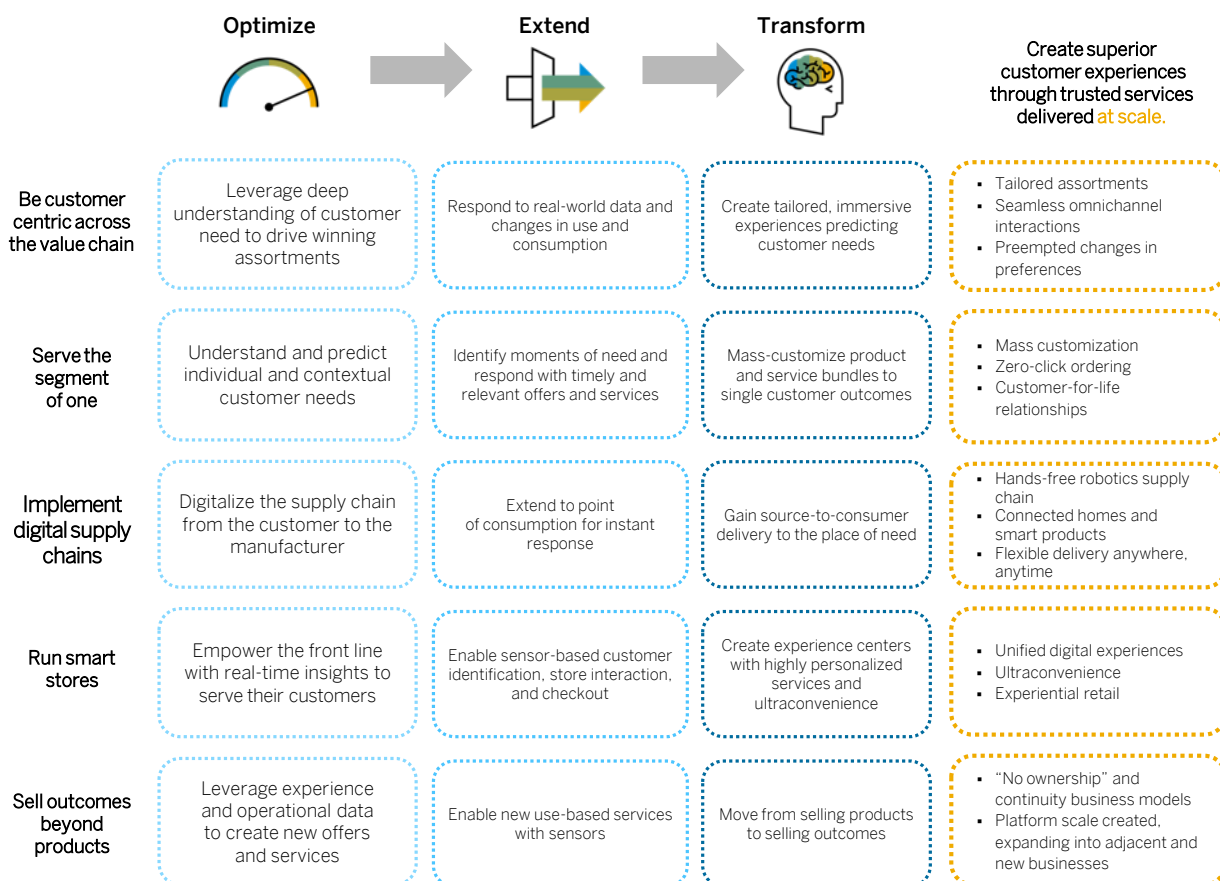 Optimize
Extend
Transform
Create superior
customer experiences
through trusted services
delivered at scale.
Be customer
centric across
the value chain
Leverage deep
understanding of customer
need to drive winning
assortments
Respond to real-world data and
changes in use and
consumption
Create tailored, immersive
experiences predicting
customer needs
▪ Tailored assortments
▪ Seamless omnichannel
interactions
▪ Preempted changes in
preferences
Serve the
segment
of one
Understand and predict
individual and contextual
customer needs
Identify moments of need and
respond with timely and
relevant offers and services
Mass-customize product
and service bundles to
single customer outcomes
▪ Mass customization
▪ Zero-click ordering
▪ Customer-for-life
relationships
Implement
digital supply
chains
Digitalize the supply chain
from the customer to the
manufacturer
Extend to point
of consumption for instant
response
Gain source-to-consumer
delivery to the place of need
▪ Hands-free robotics supply
chain
▪ Connected homes and
smart products
▪ Flexible delivery anywhere,
anytime
Run smart
stores
Empower the front line
with real-time insights to
serve their customers
Enable sensor-based customer
identification, store interaction,
and checkout
Create experience centers
with highly personalized
services and
ultraconvenience
▪ Unified digital experiences
▪ Ultraconvenience
▪ Experiential retail
Sell outcomes
beyond
products
Leverage experience
and operational data
to create new offers
and services
Enable new use-based services
with sensors
Move from selling products
to selling outcomes
▪ “No ownership” and
continuity business models
▪ Platform scale created,
expanding into adjacent and
new businesses